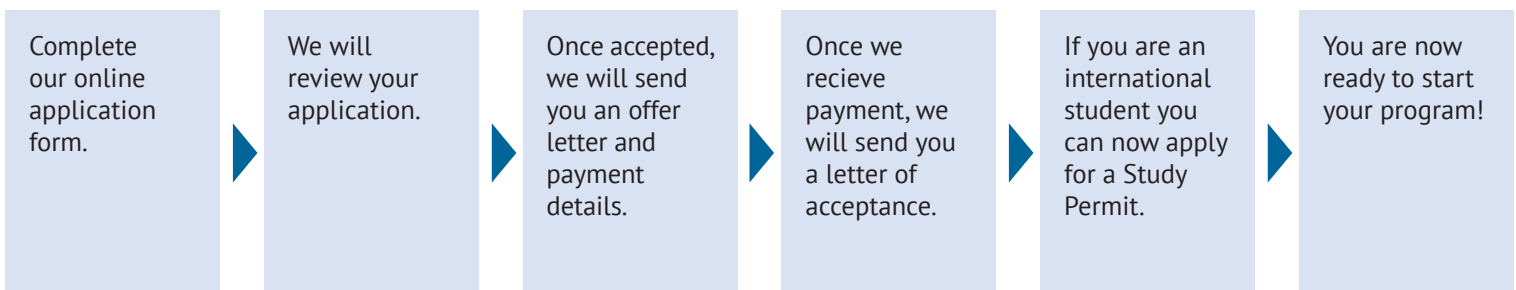 Complete
our online
application
form.
We will
review your
application.
Once accepted,
we will send
you an offer
letter and
payment
details.
Once we
recieve
payment, we
will send you
a letter of
acceptance.
If you are an
international
student you
can now apply
for a Study
Permit.
You are now
ready to start
your program!